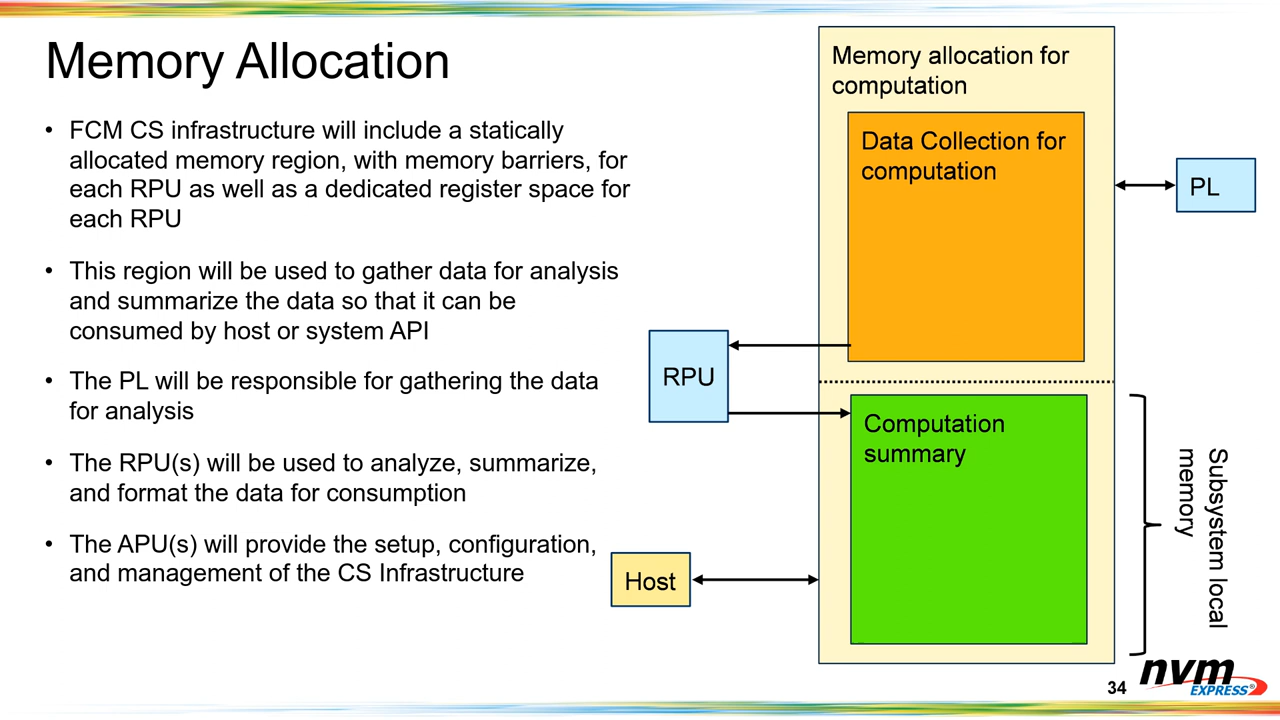 Memory Allocation
• FCM CS infrastructure will include a statically
allocated memory region, with memory barriers, for
each RPU as well as a dedicated register space for
each RPU
• This region will be used to gather data for analysis
and summarize the data so that it can be
consumed by host or system API
• The PL will be responsible for gathering the data
for analysis
• The RPU(s) will be used to analyze, summarize,
and format the data for consumption
• The APU(s) will provide the setup, configuration,
and management of the CS Infrastructure
Memory allocation for
computation
Data Collection for
computation
PL
RPU
Computation
summary
Host
Subsystem local
memory
34
nvm
EXPRESS®